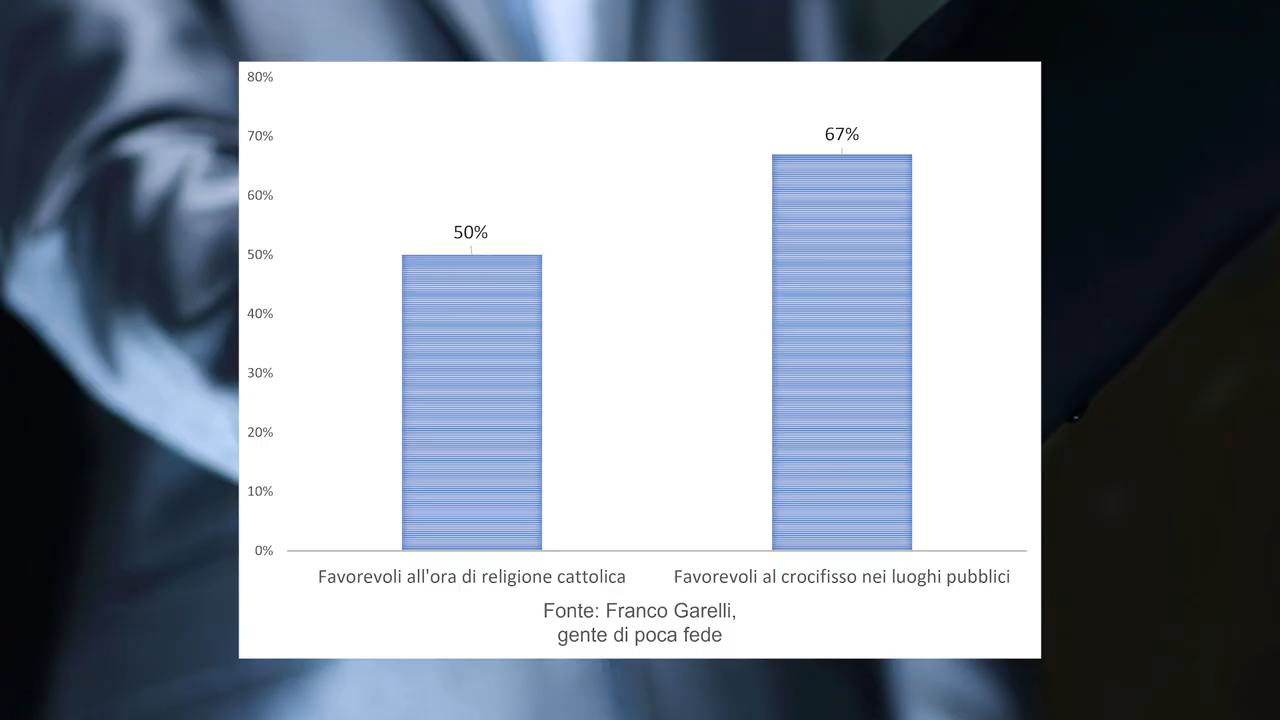 80%
70%
60%
50%
40%
30%
20%
10%
0%
50%
67%
Favorevoli all'ora di religione cattolica
Favorevoli al crocifisso nei luoghi pubblici
Fonte: Franco Garelli,
gente di poca fede